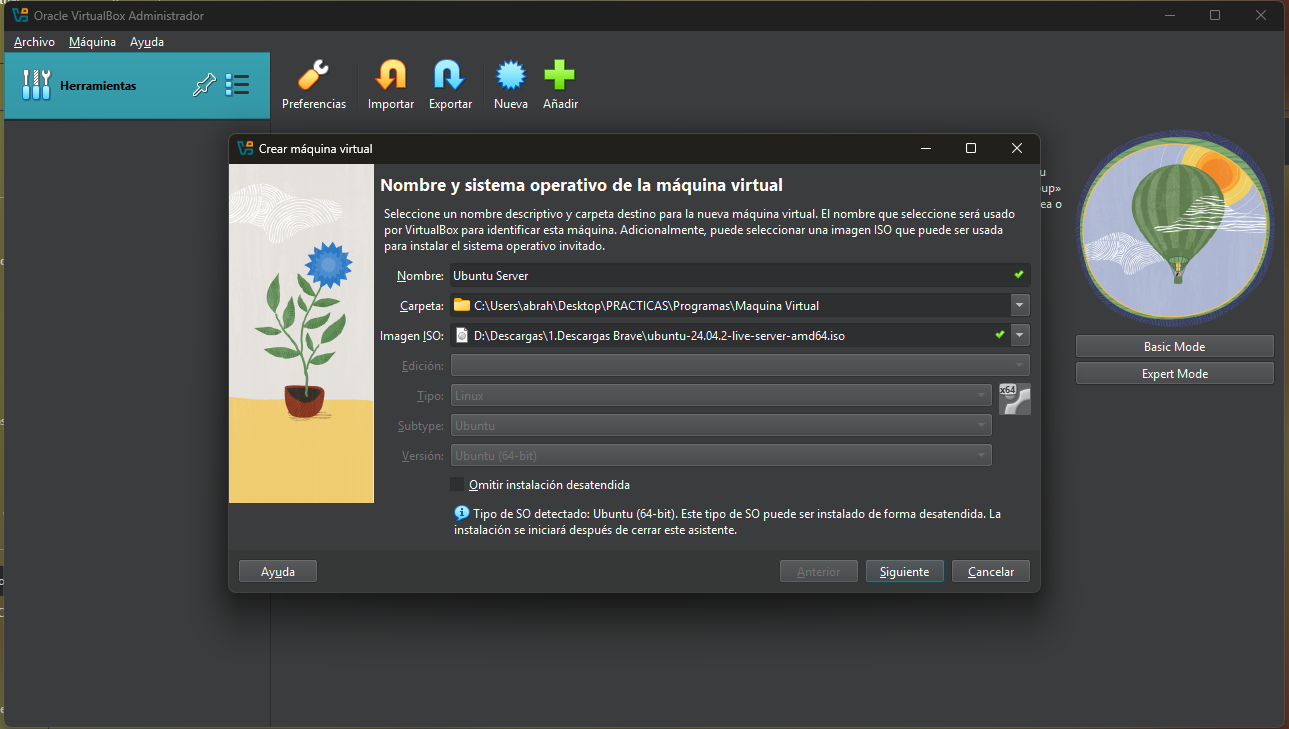 Oracle VirtualBox Administrador
Archivo Máquina Ayuda
Herramientas
Preferencias Importar Exportar Nueva Añadir
Crear máquina virtual
Nombre y sistema operativo de la máquina virtual
Seleccione un nombre descriptivo y carpeta destino para la nueva máquina virtual. El nombre que seleccione será usado
por VirtualBox para identificar esta máquina. Adicionalmente, puede seleccionar una imagen ISO que puede ser usada
para instalar el sistema operativo invitado.
Nombre: Ubuntu Server
Carpeta: C:\Users\abrah\Desktop\PRACTICAS\Programas\Maquina Virtual
Imagen ISO: D:\Descargas\1.Descargas Brave\ubuntu-24.04.2-live-server-amd64.iso
Edición:
Tipo: Linux
x64
Subtype: Ubuntu
Versión: Ubuntu (64-bit)
Omitir instalación desatendida
Tipo de SO detectado: Ubuntu (64-bit). Este tipo de SO puede ser instalado de forma desatendida. La
instalación se iniciará después de cerrar este asistente.
Ayuda Anterior Siguiente Cancelar
Basic Mode
Expert Mode